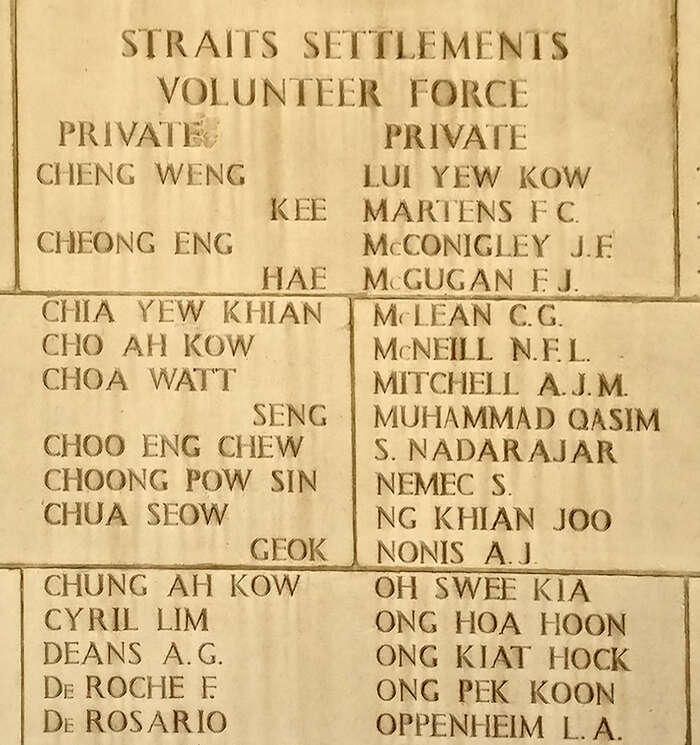 STRAITS SETTLEMENTS
VOLUNTEER FORCE
PRIVATE
CHENG WENG
KEE
CHEONG ENG
HAE
CHIA YEW KHIAN
CHO AH KOW
CHOA WATT
SENG
CHOO ENG CHEW
CHOONG POW SIN
CHUA SEOW
GEOK
CHUNG AH KOW
CYRIL LIM
DEANS A.G.
DE ROCHE F.
DE ROSARIO
PRIVATE
LUI YEW KOW
MARTENS F C.
McCONIGLEY J.F.
McGUGAN F.J.
McLEAN C.G.
McNEILL N.F.L.
MITCHELL A.J.M.
MUHAMMAD QASIM
S. NADARAJAR
NEMEC S.
NG KHIAN JOO
NONIS A.J.
OH SWEE KIA
ONG HOA HOON
ONG KIAT HOCK
ONG PEK KOON
OPPENHEIM L.A.